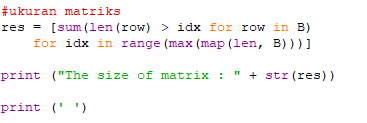 #ukuran matriks
res = [sum(len(row) > idx for row in B)
    for idx in range(max(map(len, B)))]
print ("The size of matrix : " + str(res))
print (' ')